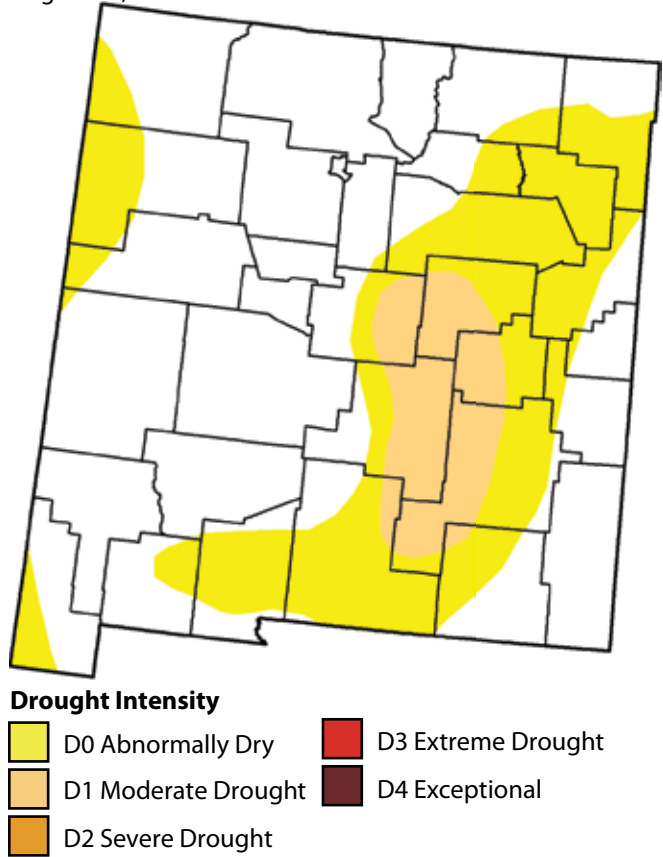 Drought Intensity
D0 Abnormally Dry
D1 Moderate Drought
D2 Severe Drought
D3 Extreme Drought
D4 Exceptional